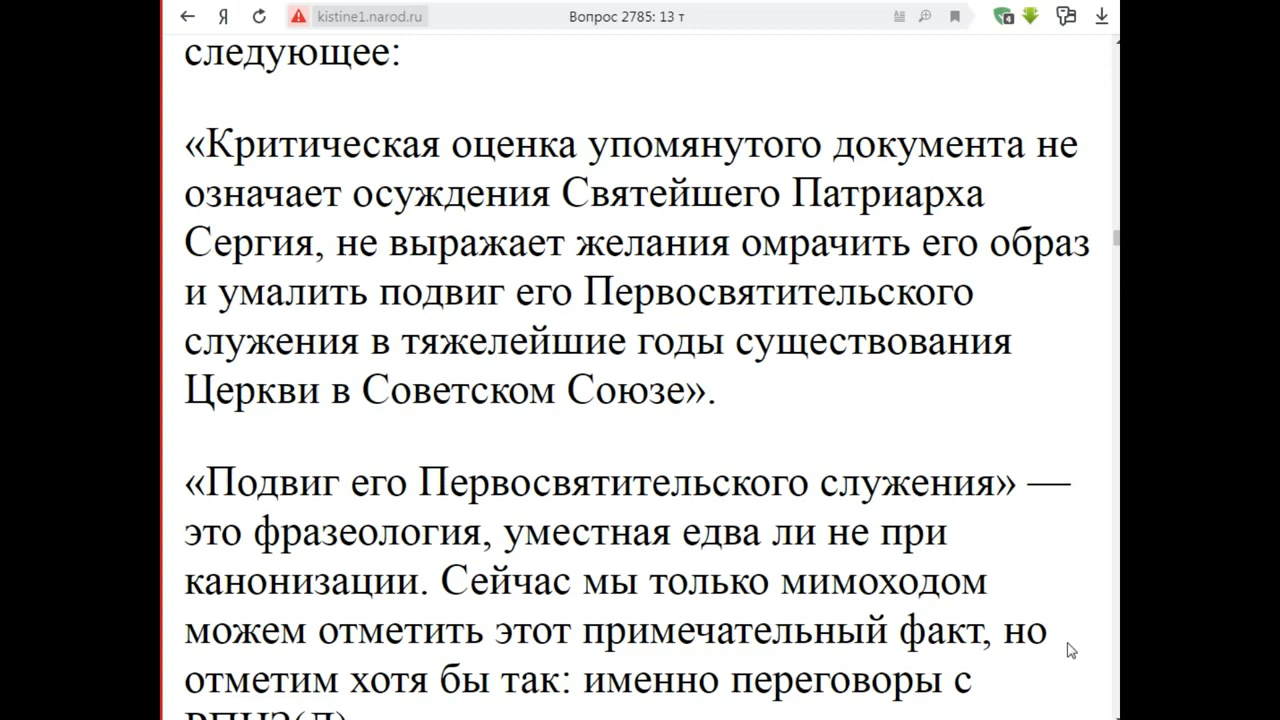 Я kistine1.narod.ru Вопрос 2785: 13 т 4
следующее:
«Критическая оценка упомянутого документа не
означает осуждения Святейшего Патриарха
Сергия, не выражает желания омрачить его образ
и умалить подвиг его Первосвятительского
служения в тяжелейшие годы существования
Церкви в Советском Союзе».
«Подвиг его Первосвятительского служения» —
это фразеология, уместная едва ли не при
канонизации. Сейчас мы только мимоходом
можем отметить этот примечательный факт, но
отметим хотя бы так: именно переговоры с
РПЦЗ(Л)